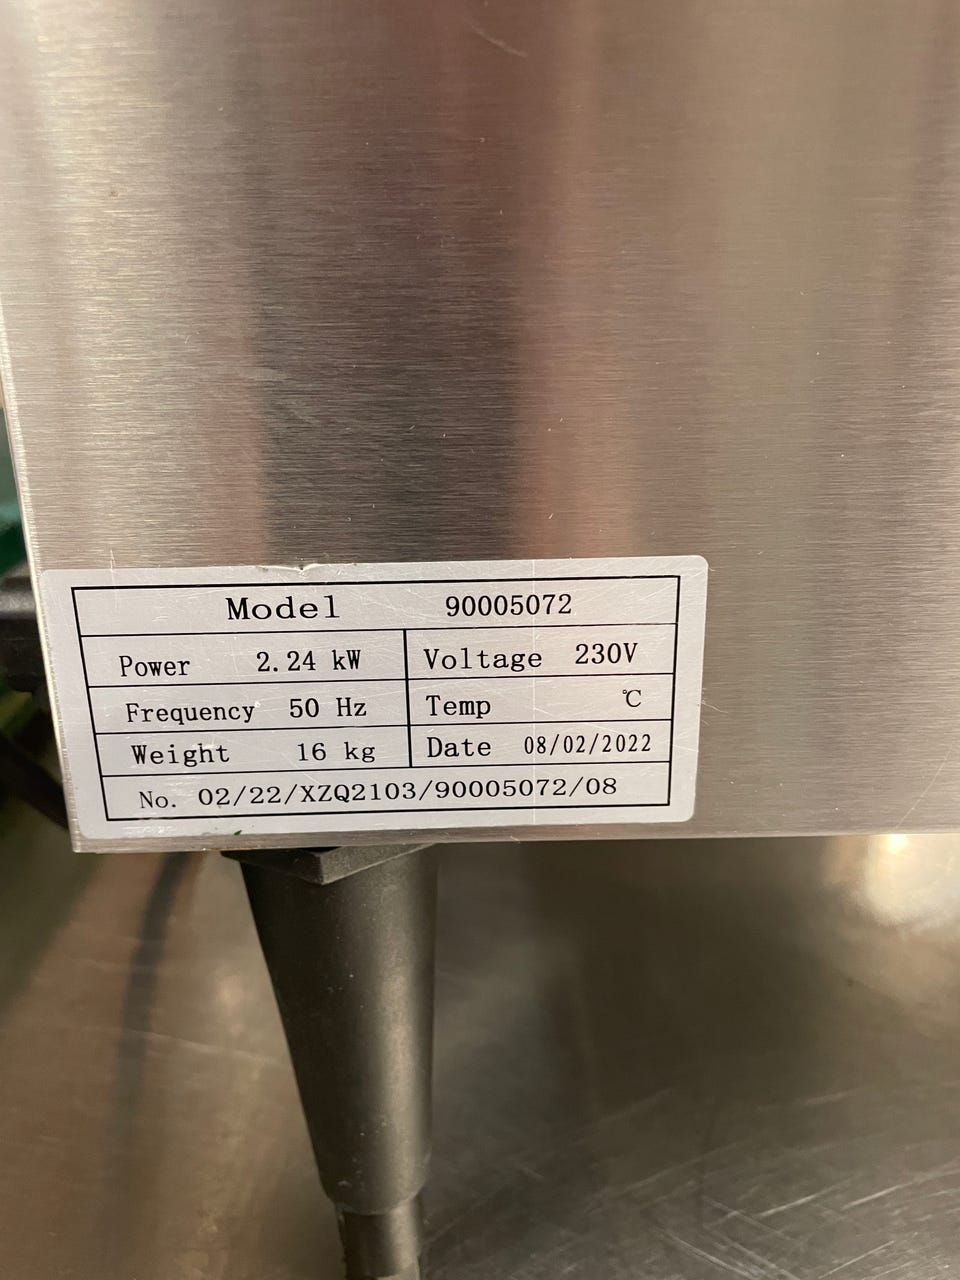 Model 90005072
Power 2.24 kW Voltage 230V
Frequency 50 Hz Temp ℃
Weight 16 kg Date 08/02/2022
No. 02/22/XZQ2103/90005072/08